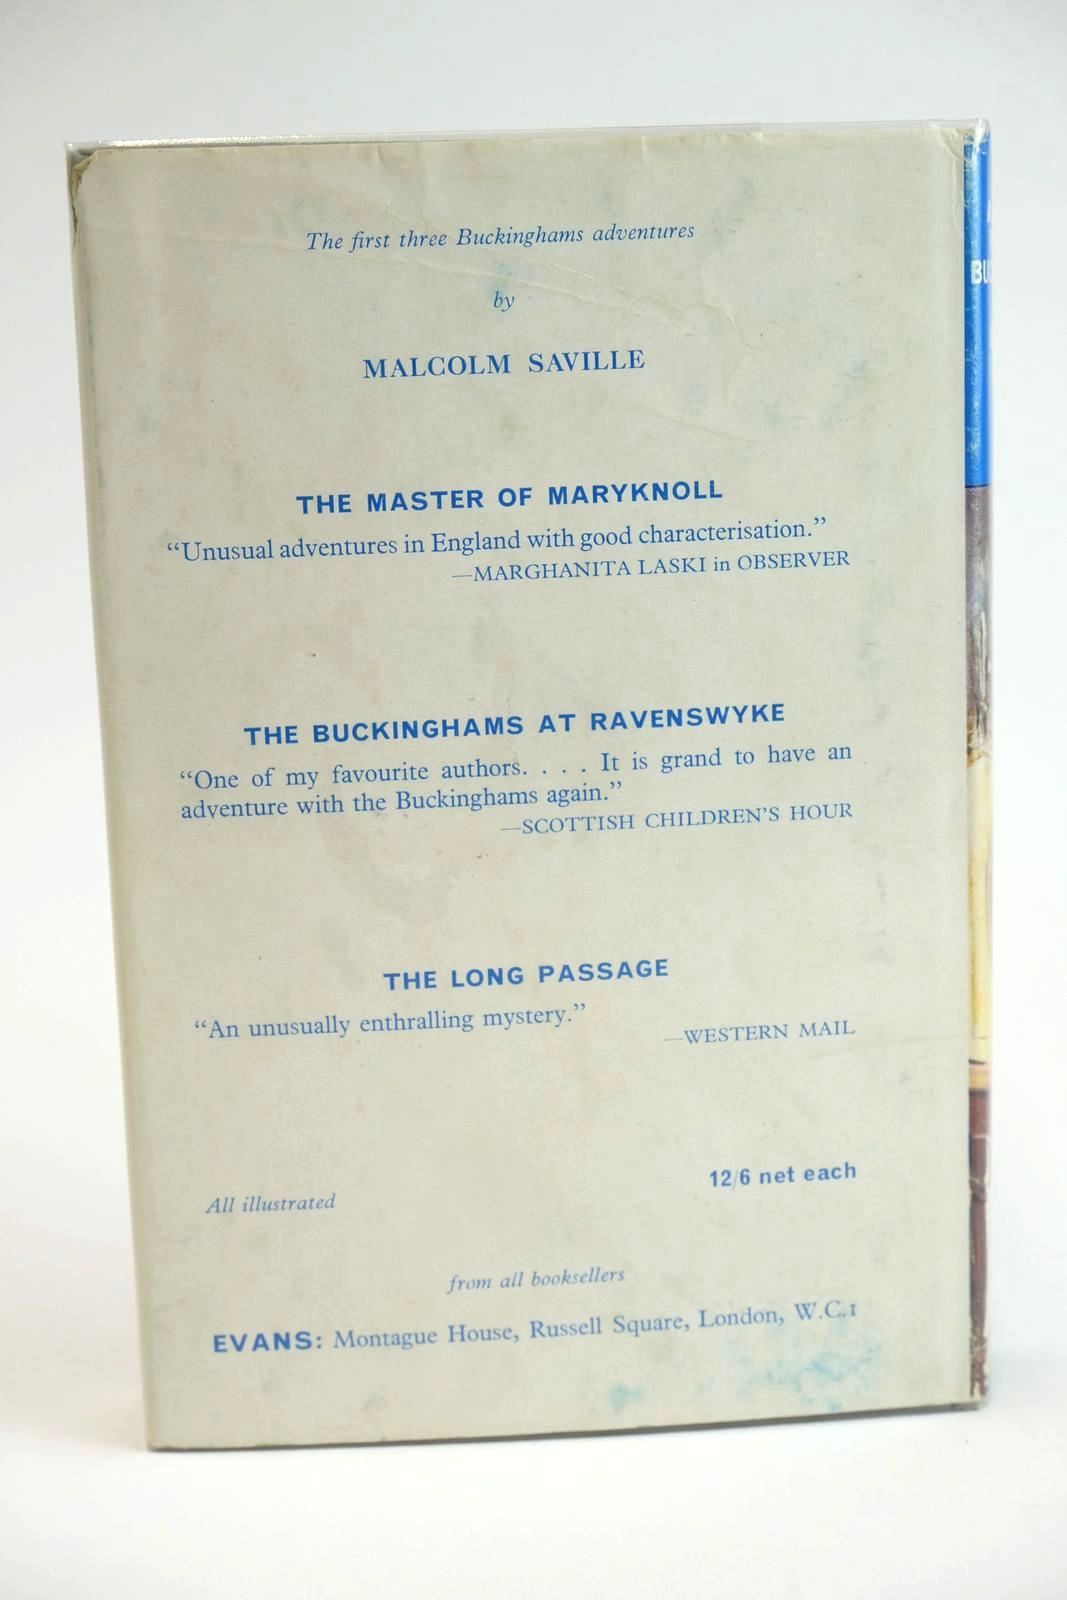 The first three Buckinghams adventures
by
MALCOLM SAVILLE
THE MASTER OF MARYKNOLL
“Unusual adventures in England with good characterisation.”
—MARGHANITA LASKI in OBSERVER
THE BUCKINGHAMS AT RAVENSWYKE
“One of my favourite authors. . . . It is grand to have an
adventure with the Buckinghams again.”
—SCOTTISH CHILDREN'S HOUR
THE LONG PASSAGE
“An unusually enthralling mystery.”
—WESTERN MAIL
All illustrated
12/6 net each
from all booksellers
EVANS: Montague House, Russell Square, London, W.C.1